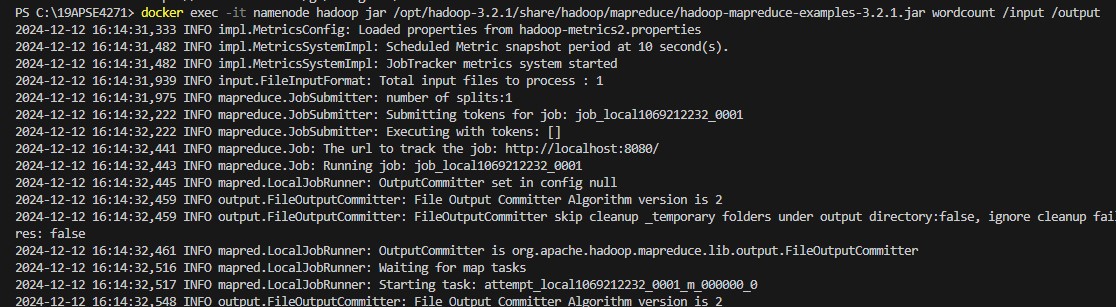 PS C:\19APSE4271> docker exec -it namenode hadoop jar /opt/hadoop-3.2.1/share/hadoop/mapreduce/hadoop-mapreduce-examples-3.2.1.jar wordcount /input /output
2024-12-12 16:14:31,333 INFO impl.MetricsConfig: Loaded properties from hadoop-metrics2.properties
2024-12-12 16:14:31,482 INFO impl.MetricsSystemImpl: Scheduled Metric snapshot period at 10 second(s).
2024-12-12 16:14:31,482 INFO impl.MetricsSystemImpl: JobTracker metrics system started
2024-12-12 16:14:31,939 INFO input.FileInputFormat: Total input files to process : 1
2024-12-12 16:14:31,975 INFO mapreduce.JobSubmitter: number of splits:1
2024-12-12 16:14:32,222 INFO mapreduce.JobSubmitter: Submitting tokens for job: job_local1069212232_0001
2024-12-12 16:14:32,222 INFO mapreduce.JobSubmitter: Executing with tokens: []
2024-12-12 16:14:32,441 INFO mapreduce.Job: The url to track the job: http://localhost:8080/
2024-12-12 16:14:32,443 INFO mapreduce.Job: Running job: job_local1069212232_0001
2024-12-12 16:14:32,445 INFO mapred.LocalJobRunner: OutputCommitter set in config null
2024-12-12 16:14:32,459 INFO output.FileOutputCommitter: File Output Committer Algorithm version is 2
2024-12-12 16:14:32,459 INFO output.FileOutputCommitter: FileOutputCommitter skip cleanup _temporary folders under output directory:false, ignore cleanup fai
res: false
2024-12-12 16:14:32,461 INFO mapred.LocalJobRunner: OutputCommitter is org.apache.hadoop.mapreduce.lib.output.FileOutputCommitter
2024-12-12 16:14:32,516 INFO mapred.LocalJobRunner: Waiting for map tasks
2024-12-12 16:14:32,517 INFO mapred.LocalJobRunner: Starting task: attempt_local1069212232_0001_m_000000_0
2024-12-12 16:14:32,548 INFO output.FileOutputCommitter: File Output Committer Algorithm version is 2